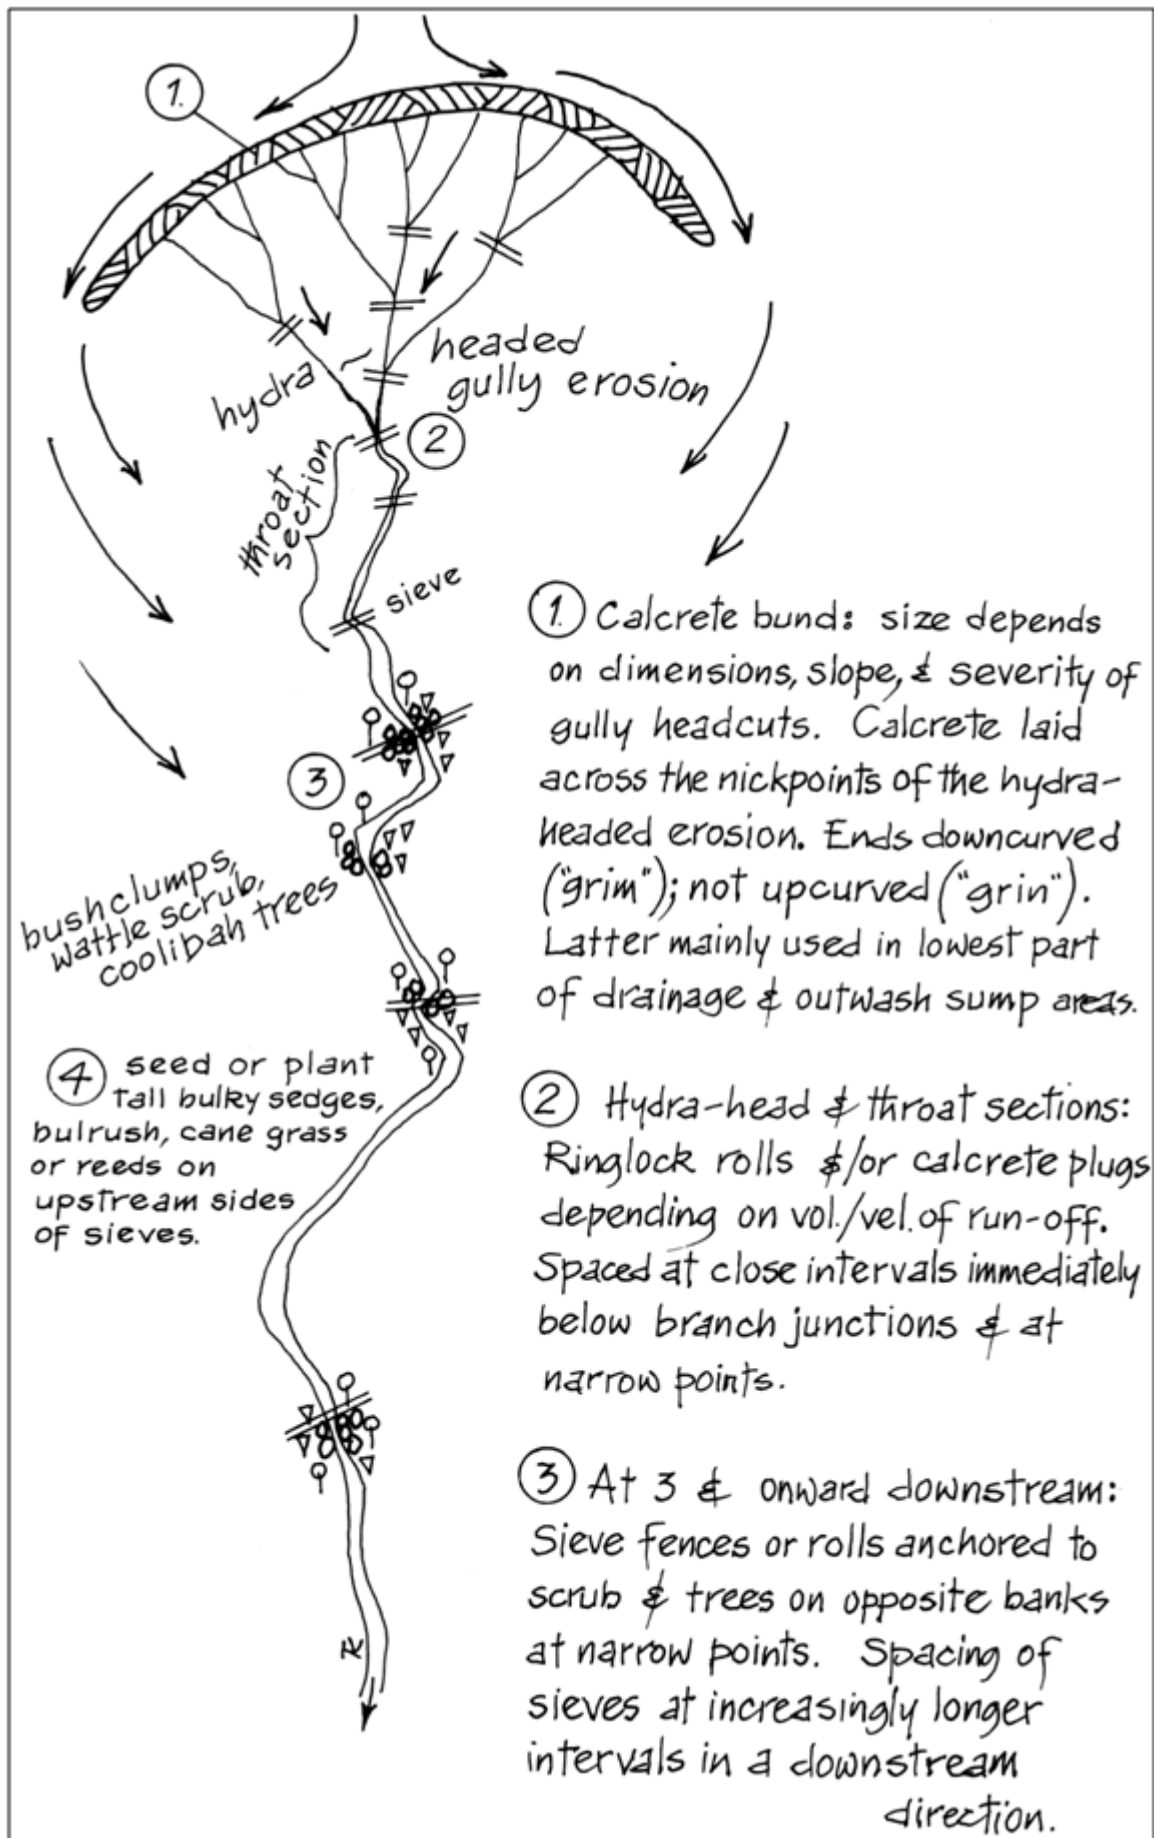 1.
hydra
headed
gully erosion
2
throat
section
sieve
3
bushclumps,
wattle scrub,
coolibah trees
4 seed or plant
tall bulky sedges,
bulrush, cane grass
or reeds on
upstream sides
of sieves.
1. Calcrete bund: size depends
on dimensions, slope, & severity of
gully headcuts. Calcrete laid
across the nickpoints of the hydra-
headed erosion. Ends downcurved
("grim"); not upcurved ("grin").
Latter mainly used in lowest part
of drainage & outwash sump areas.
2 Hydra-head & throat sections:
Ringlock rolls &/or calcrete plugs
depending on vol./vel. of run-off.
Spaced at close intervals immediately
below branch junctions & at
narrow points.
3 At 3 & onward downstream:
Sieve fences or rolls anchored to
scrub & trees on opposite banks
at narrow points. Spacing of
sieves at increasingly longer
intervals in a downstream
direction.